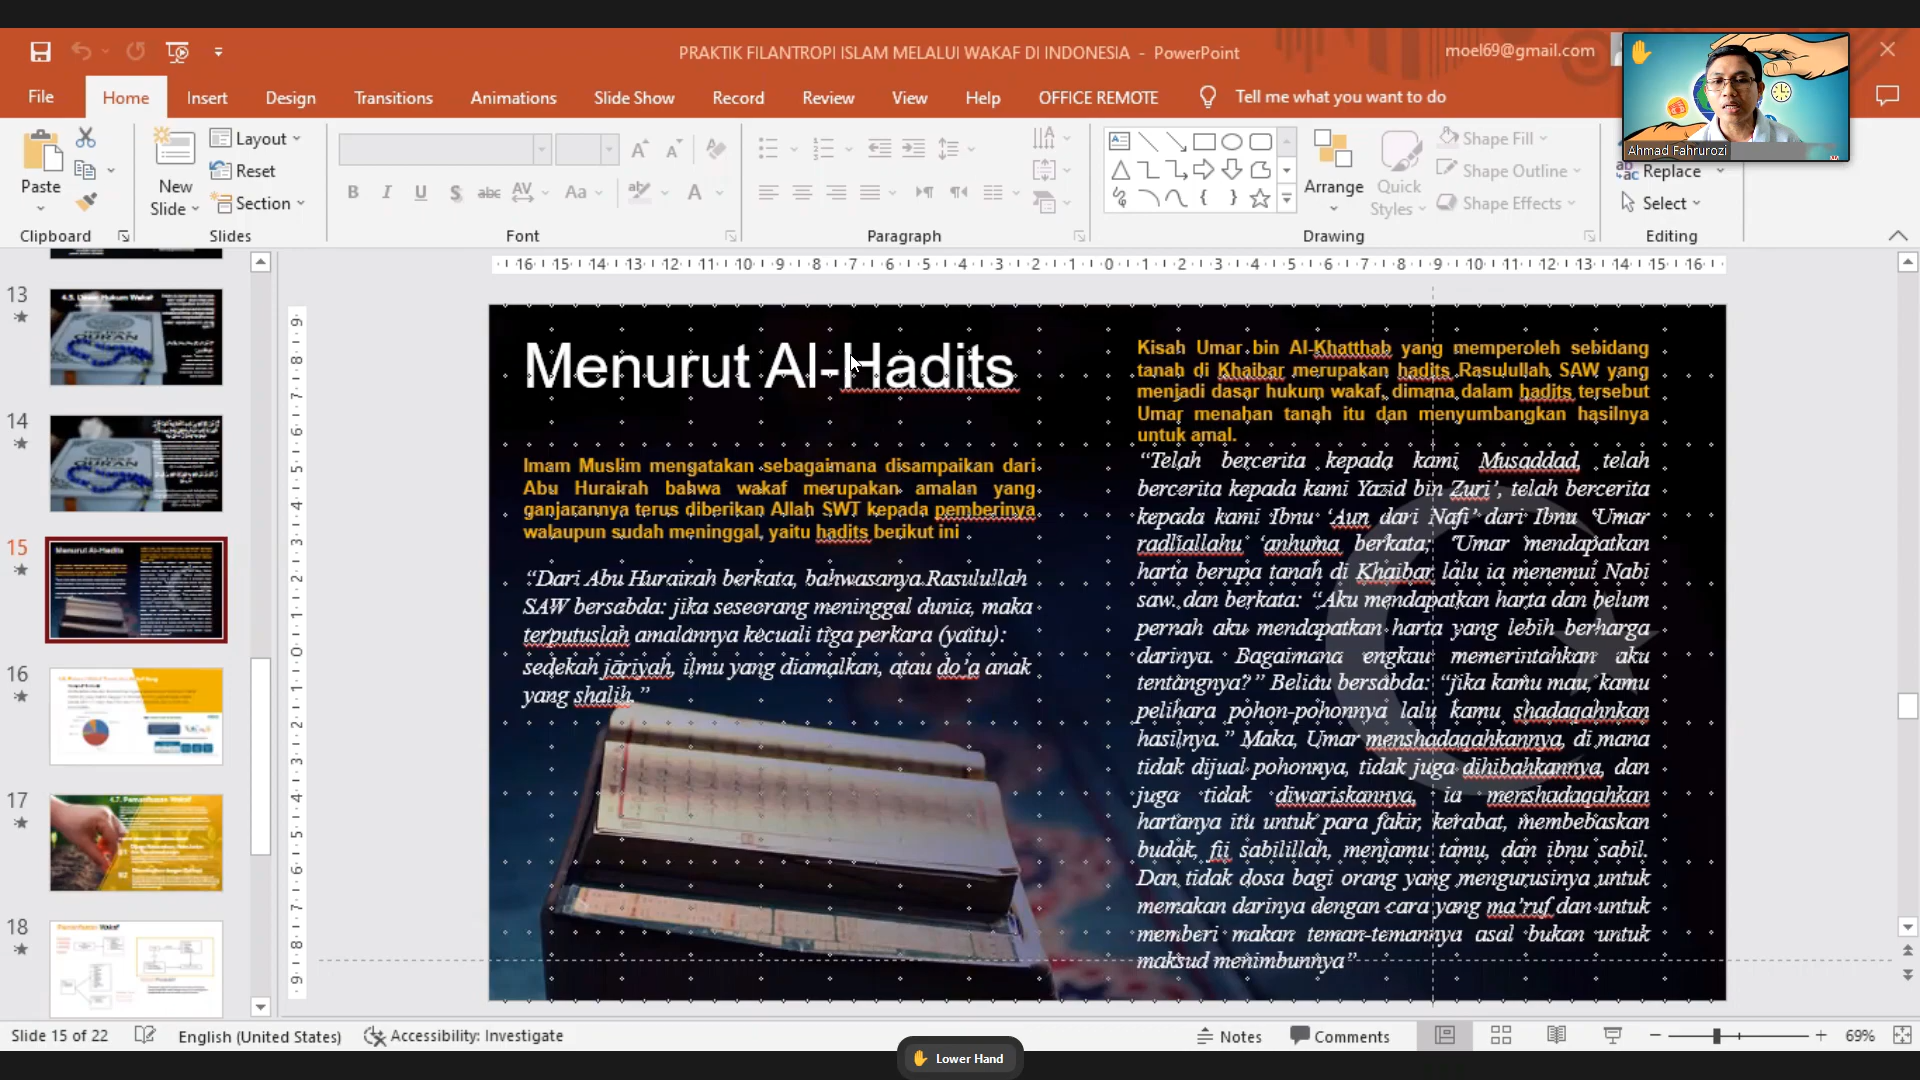 PRAKTIK FILANTROPI ISLAM MELALUI WAKAF DI INDONESIA - PowerPoint
moel69@gmail.com
Ahmad Fahrurozi
File
Home
Insert
Design
Transitions
Animations
Slide Show
Record
Review
View
Help
OFFICE REMOTE
Tell me what you want to do
Paste
Clipboard
New
Slide
Layout
Reset
Section
Slides
Font
Paragraph
Arrange
Quick
Styles
Shape Fill
Shape Outline
Shape Effects
Drawing
Replace
Select
Editing
13
14
15
16
17
18
Menurut Al-Hadits
Imam Muslim mengatakan sebagaimana disampaikan dari
Abu Hurairah bahwa wakaf merupakan amalan yang
ganjarannya terus diberikan Allah SWT kepada pemberinya
walaupun sudah meninggal, yaitu hadits berikut ini
“Dari Abu Hurairah berkata, bahwasanya Rasulullah
SAW bersabda: jika seseorang meninggal dunia, maka
terputuslah amalannya kecuali tiga perkara (yaitu):
sedekah jāriyah, ilmu yang diamalkan, atau do’a anak
yang shalih.”
Kisah Umar bin Al-Khatthab yang memperoleh sebidang
tanah di Khaibar merupakan hadits Rasulullah SAW yang
menjadi dasar hukum wakaf, dimana dalam hadits tersebut
Umar menahan tanah itu dan menyumbangkan hasilnya
untuk amal.
“Telah bercerita kepada kami Musaddad, telah
bercerita kepada kami Yazid bin Zuri’, telah bercerita
kepada kami Ibnu ‘Aun dari Nafi’ dari Ibnu ‘Umar
radliallahu ‘anhuma berkata; “Umar mendapatkan
harta berupa tanah di Khaibar lalu ia menemui Nabi
saw. dan berkata: “Aku mendapatkan harta dan belum
pernah aku mendapatkan harta yang lebih berharga
darinya. Bagaimana engkau memerintahkan aku
tentangnya?” Beliau bersabda: “jika kamu mau, kamu
pelihara pohon-pohonnya lalu kamu shadaqahnkan
hasilnya.” Maka, Umar menshadaqahkannya, di mana
tidak dijual pohonnya, tidak juga dihibahkannya, dan
juga tidak diwariskannya, ia menshadaqahkan
hartanya itu untuk para fakir, kerabat, membebaskan
budak, fii sabilillah, menjamu tamu, dan ibnu sabil.
Dan tidak dosa bagi orang yang mengurusinya untuk
memakan darinya dengan cara yang ma’ruf dan untuk
memberi makan teman-temannya asal bukan untuk
maksud menimbunnya”
Slide 15 of 22
English (United States)
Accessibility: Investigate
Notes
Comments
69%
Lower Hand